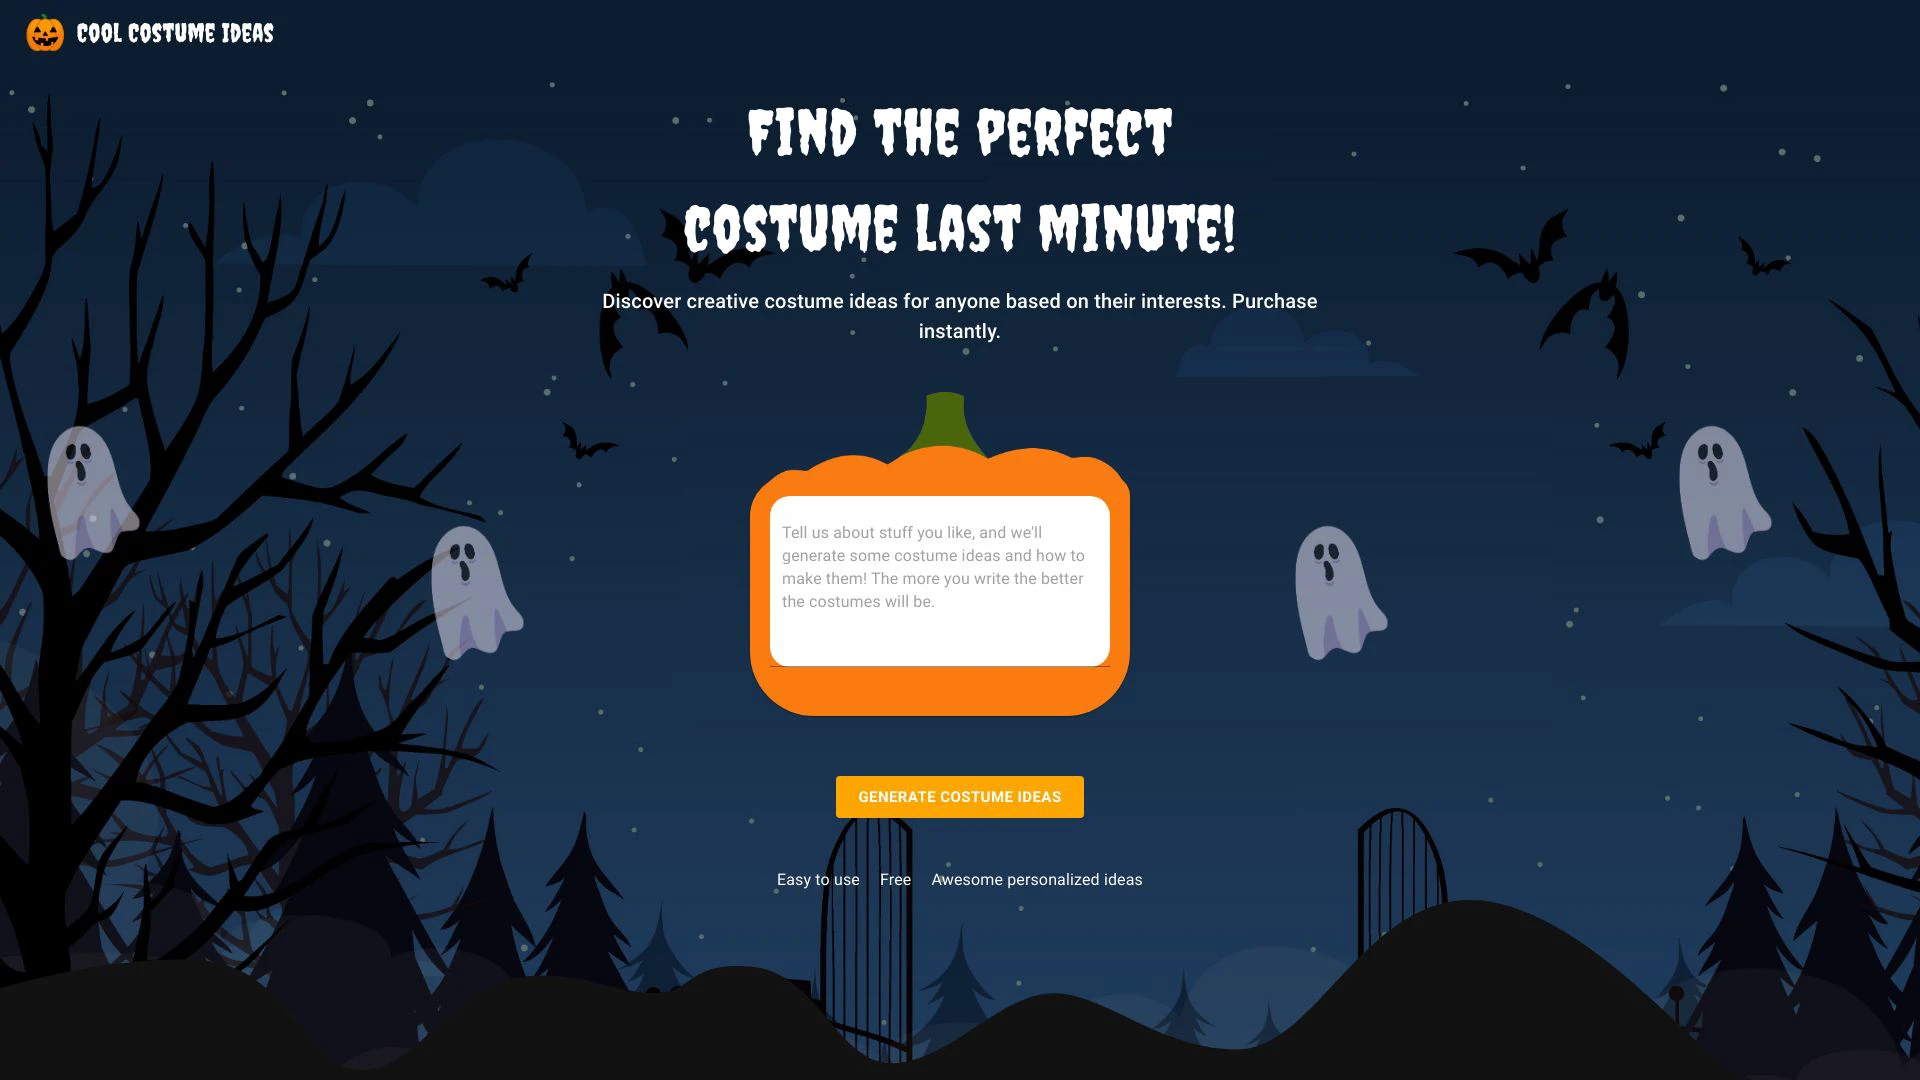 COOL COSTUME IDEAS
FIND THE PERFECT
COSTUME LAST MINUTE!
Discover creative costume ideas for anyone based on their interests. Purchase
instantly.
Tell us about stuff you like, and we'll
generate some costume ideas and how to
make them! The more you write the better
the costumes will be.
GENERATE COSTUME IDEAS
Easy to use Free Awesome personalized ideas